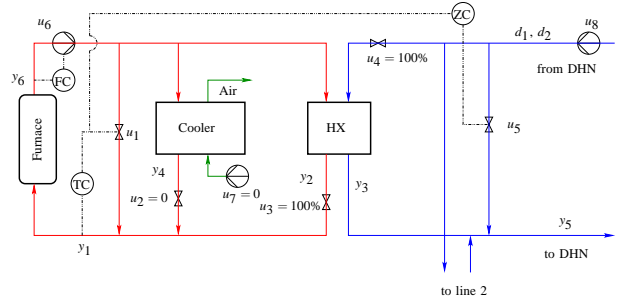 ZC
u₆
u₈
d₁, d₂
y₆
FC
u₄ = 100%
from DHN
Air
Furnace
Cooler
HX
u₁
u₅
TC
y₄
y₂
y₃
u₂ = 0
u₇ = 0
u₃ = 100%
y₁
y₅
to DHN
to line 2